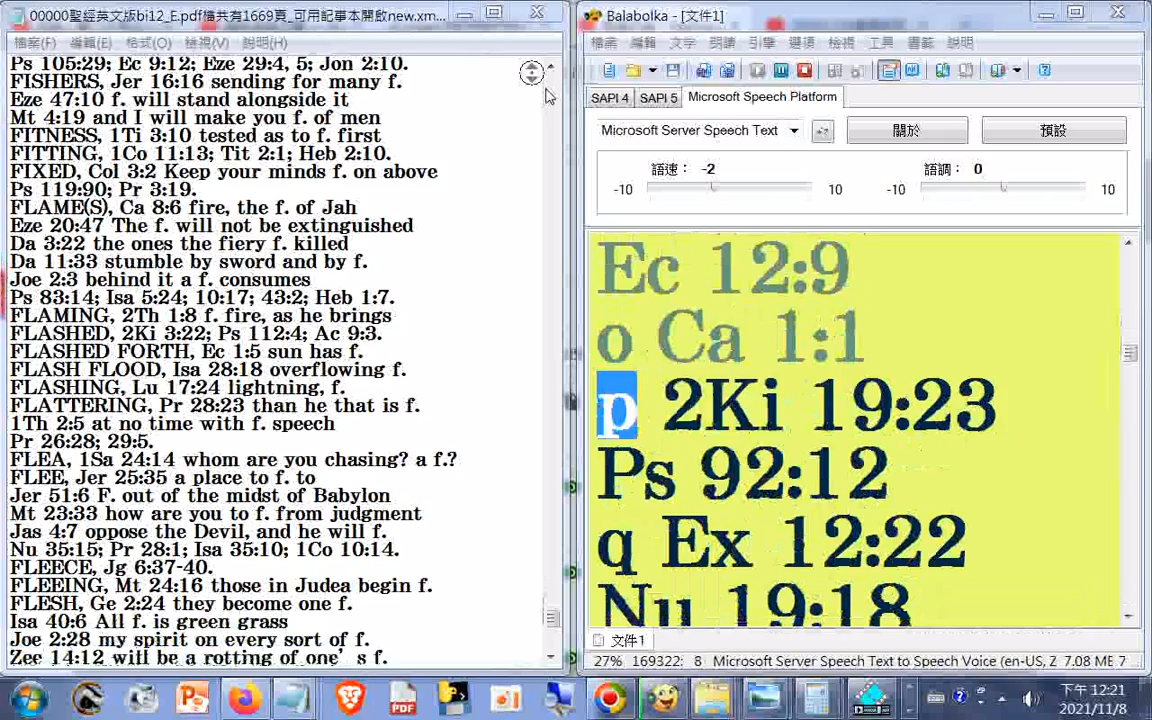 00000聖經英文版bi12_E.pdf檔共有1669頁_可用記事本開啟new.xm...
檔案(F) 編輯(E) 格式(O) 檢視(V) 說明(H)
Ps 105:29; Ec 9:12; Eze 29:4, 5; Jon 2:10.
FISHERS, Jer 16:16 sending for many f.
Eze 47:10 f. will stand alongside it
Mt 4:19 and I will make you f. of men
FITNESS, 1Ti 3:10 tested as to f. first
FITTING, 1Co 11:13; Tit 2:1; Heb 2:10.
FIXED, Col 3:2 Keep your minds f. on above
Ps 119:90; Pr 3:19.
FLAME(S), Ca 8:6 fire, the f. of Jah
Eze 20:47 The f. will not be extinguished
Da 3:22 the ones the fiery f. killed
Da 11:33 stumble by sword and by f.
Joe 2:3 behind it a f. consumes
Ps 83:14; Isa 5:24; 10:17; 43:2; Heb 1:7.
FLAMING, 2Th 1:8 f. fire, as he brings
FLASHED, 2Ki 3:22; Ps 112:4; Ac 9:3.
FLASHED FORTH, Ec 1:5 sun has f.
FLASH FLOOD, Isa 28:18 overflowing f.
FLASHING, Lu 17:24 lightning, f.
FLATTERING, Pr 28:23 than he that is f.
1Th 2:5 at no time with f. speech
Pr 26:28; 29:5.
FLEA, 1Sa 24:14 whom are you chasing? a f.?
FLEE, Jer 25:35 a place to f. to
Jer 51:6 F. out of the midst of Babylon
Mt 23:33 how are you to f. from judgment
Jas 4:7 oppose the Devil, and he will f.
Nu 35:15; Pr 28:1; Isa 35:10; 1Co 10:14.
FLEECE, Jg 6:37-40.
FLEEING, Mt 24:16 those in Judea begin f.
FLESH, Ge 2:24 they become one f.
Isa 40:6 All f. is green grass
Joe 2:28 my spirit on every sort of f.
Zec 14:12 will be a rotting of one's f.
Balabolka - [文件1]
檔案 編輯 文字 朗讀 引擎 選項 檢視 工具 書籤 說明
SAPI 4 SAPI 5 Microsoft Speech Platform
Microsoft Server Speech Text 關於 預設
語速: -2 語調: 0
-10 10 -10 10
Ec 12:9
o Ca 1:1
p 2Ki 19:23
Ps 92:12
q Ex 12:22
Nu 19:18
文件1
27% 169322: 8 Microsoft Server Speech Text to Speech Voice (en-US, Z 7.08 MB 7
PDF
下午 12:21
2021/11/8